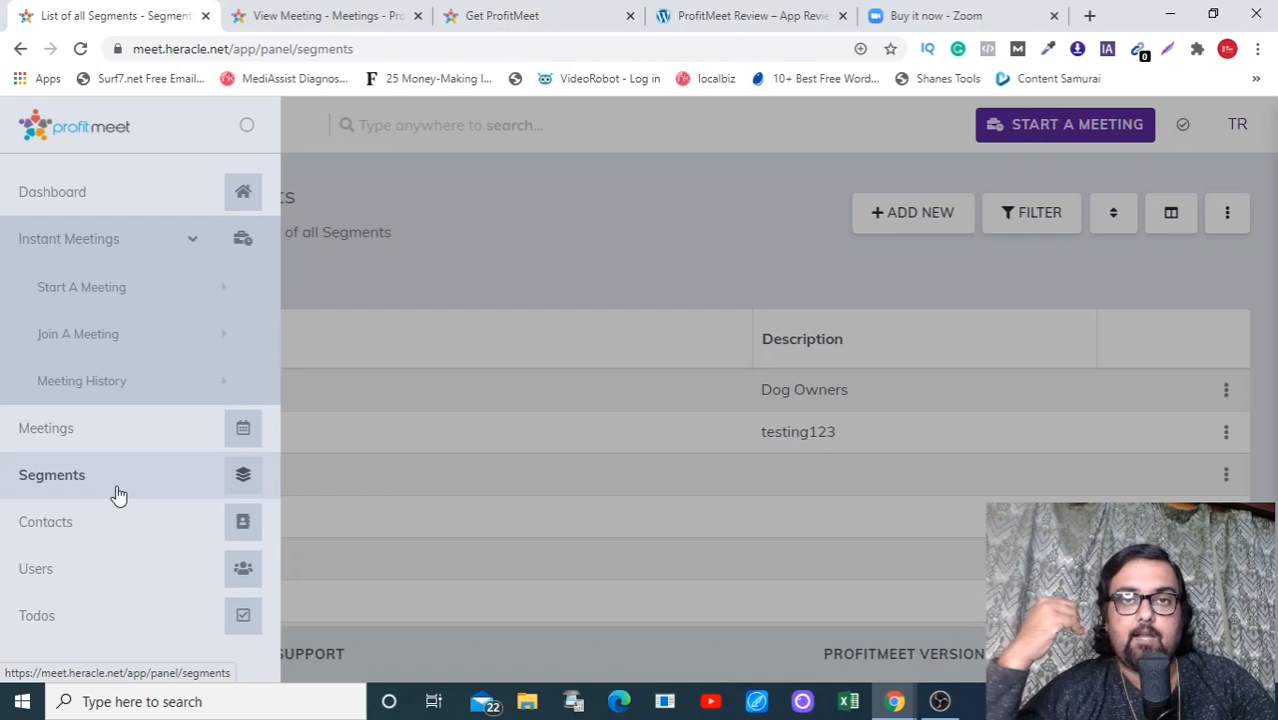 List of all Segments - Segment
View Meeting - Meetings - Pro
Get ProfitMeet
ProfitMeet Review – App Revie
Buy it now - Zoom
meet.heracle.net/app/panel/segments
IQ
M
IA
0
Apps
Surf7.net Free Email...
MediAssist Diagnos...
25 Money-Making I...
VideoRobot - Log in
localbiz
10+ Best Free Word...
Shanes Tools
Content Samurai
»
profitmeet
Type anywhere to search...
START A MEETING
TR
Dashboard
Instant Meetings
Start A Meeting
Join A Meeting
Meeting History
Meetings
Segments
Contacts
Users
Todos
of all Segments
ADD NEW
FILTER
Description
Dog Owners
testing123
SUPPORT
PROFITMEET VERSION
https://meet.heracle.net/app/panel/segments
Type here to search
22